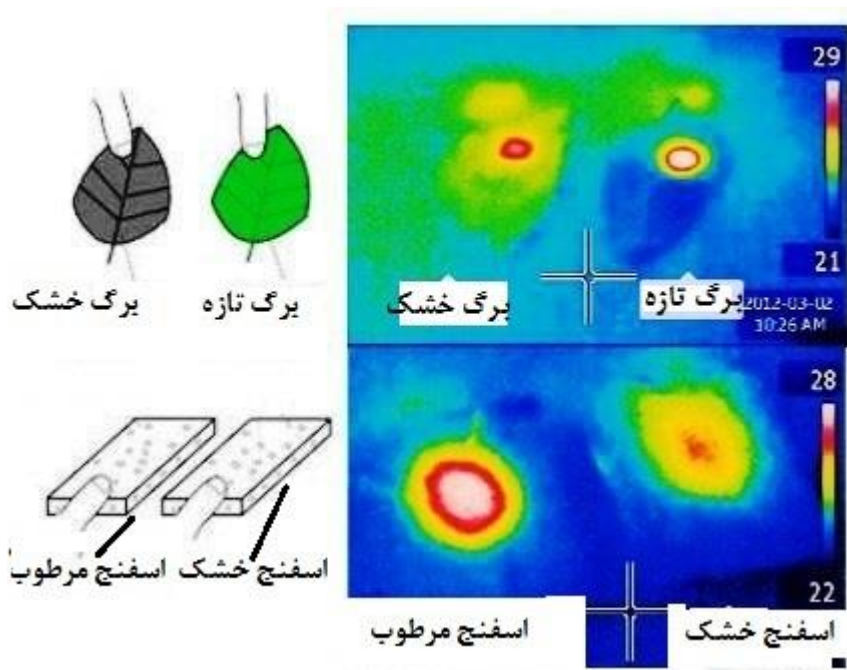 29
21
برگ خشک
برگ تازه
برگ خشک
برگ تازه
2012-03-02
10:26 AM
28
22
اسفنج مرطوب
اسفنج خشک
اسفنج مرطوب
اسفنج خشک